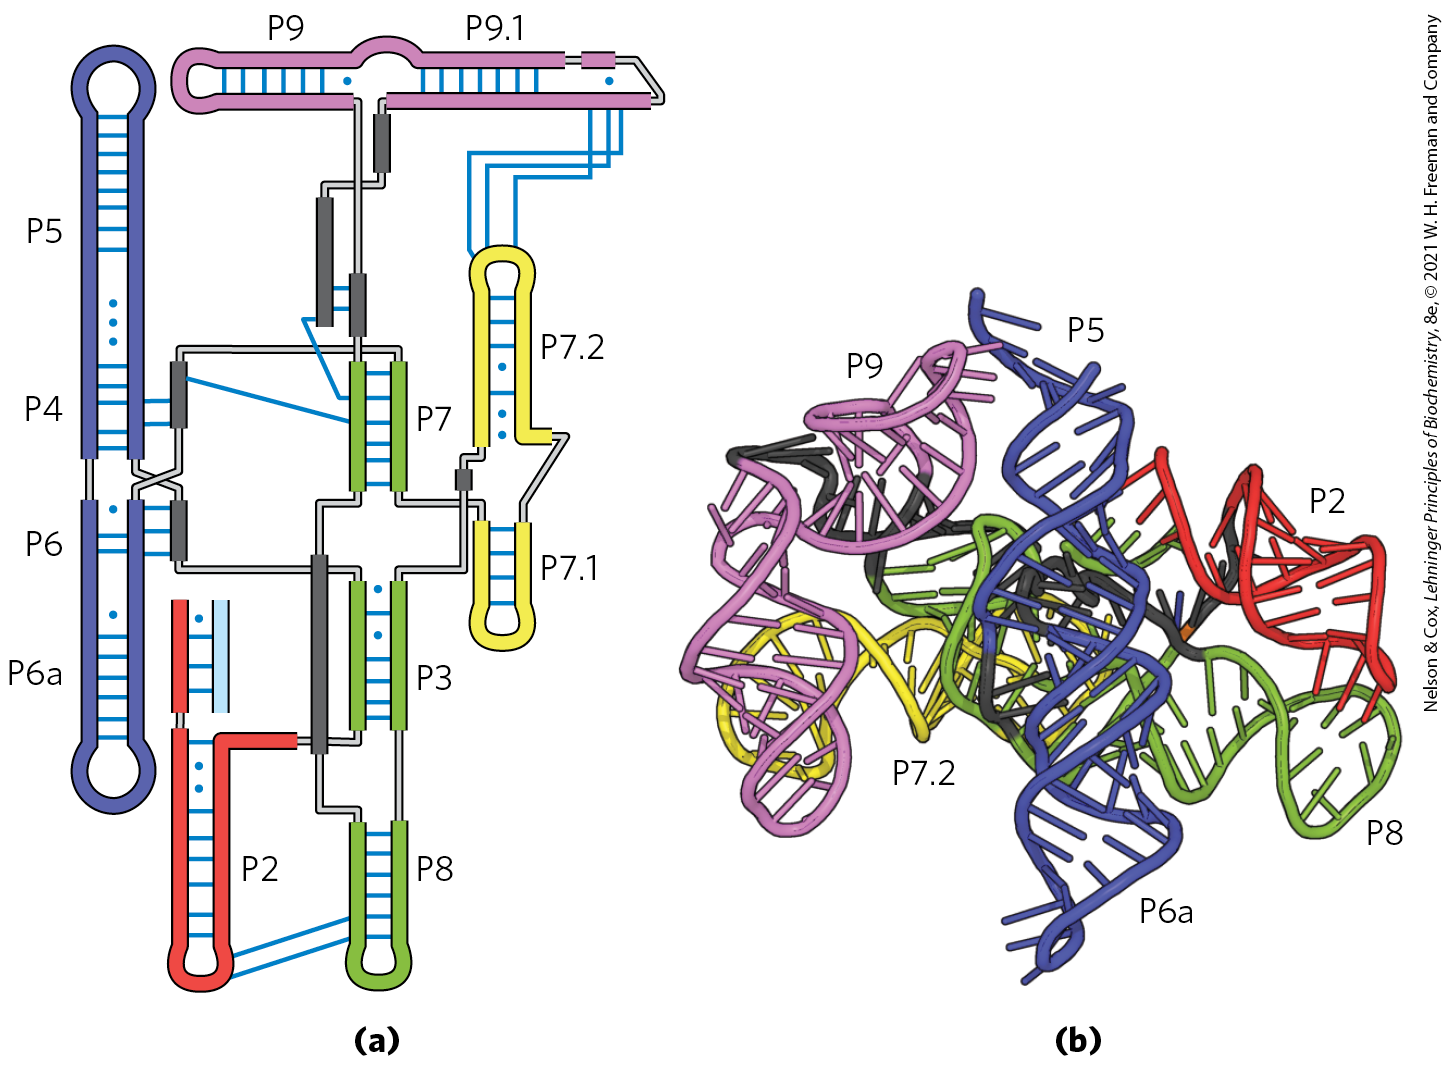 P9
P9.1
P5
P4
P6
P6a
P7
P7.2
P7.1
P3
P2
P8
(a)
P5
P9
P2
P7.2
P8
P6a
(b)
Nelson & Cox, Lehninger Principles of Biochemistry, 8e, © 2021 W. H. Freeman and Company